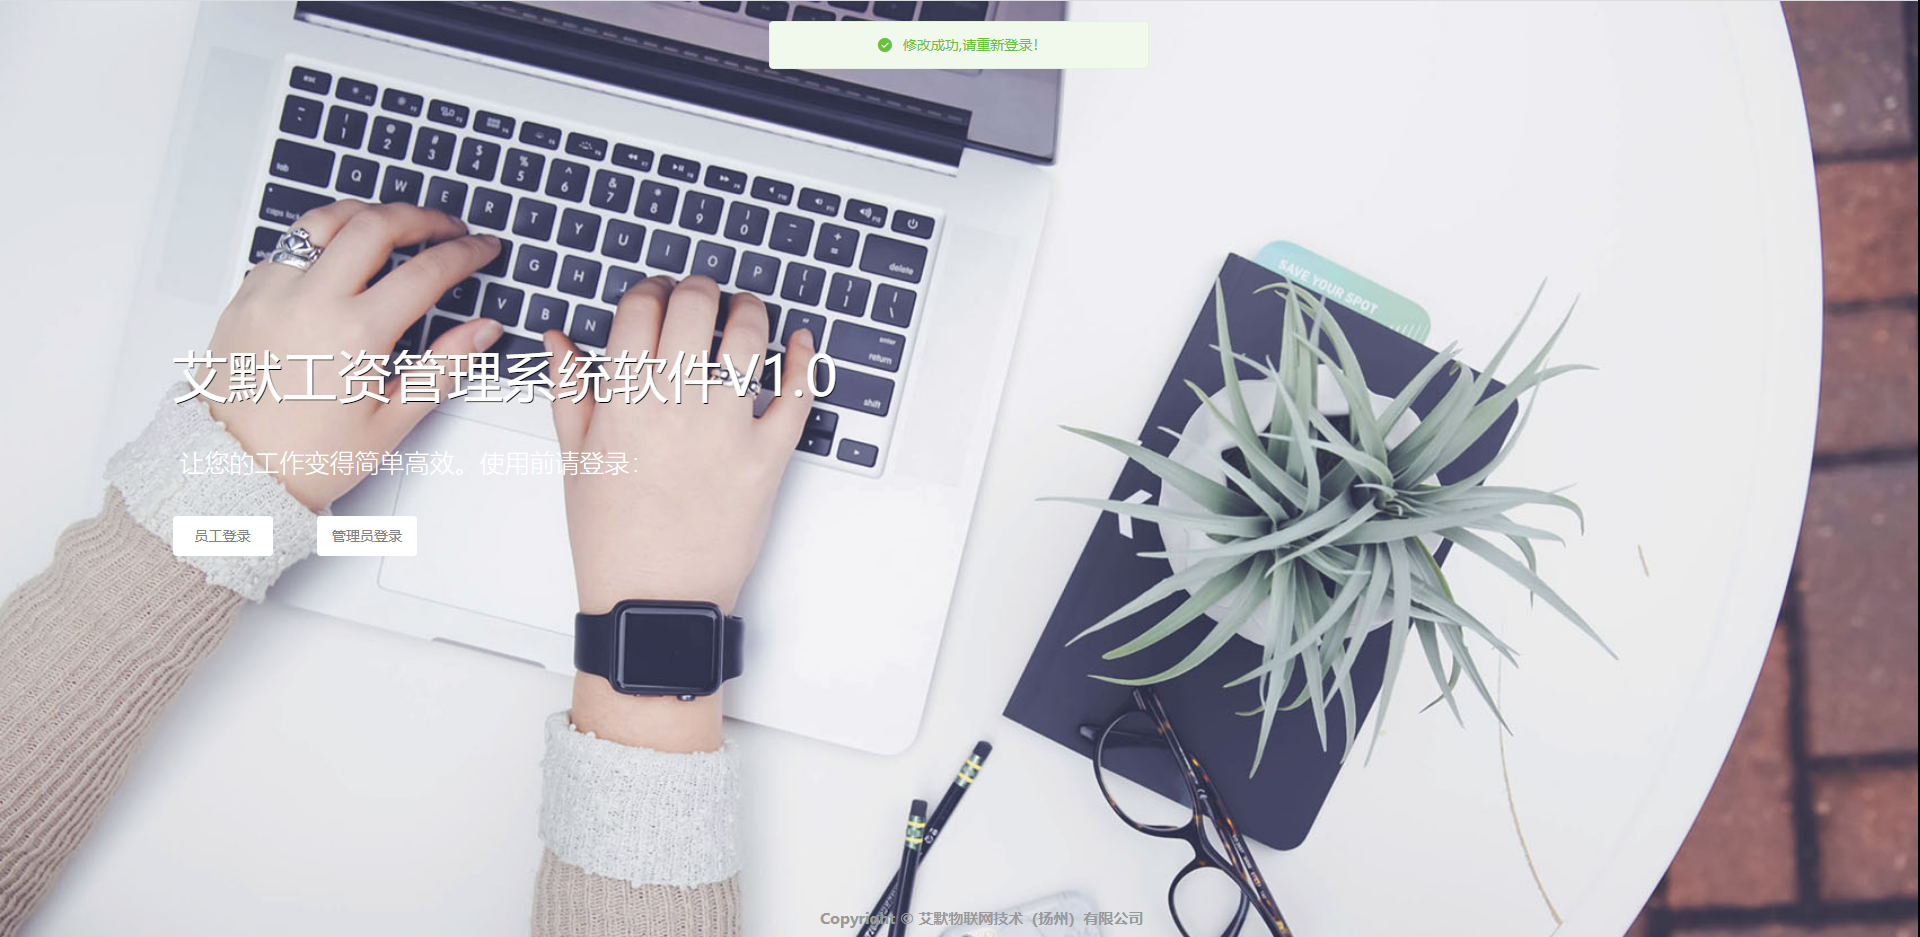 修改成功,请重新登录!
SAVE YOUR SPOT
艾默工资管理系统软件V1.0
让您的工作变得简单高效。使用前请登录：
员工登录
管理员登录
Copyright © 艾默物联网技术（扬州）有限公司